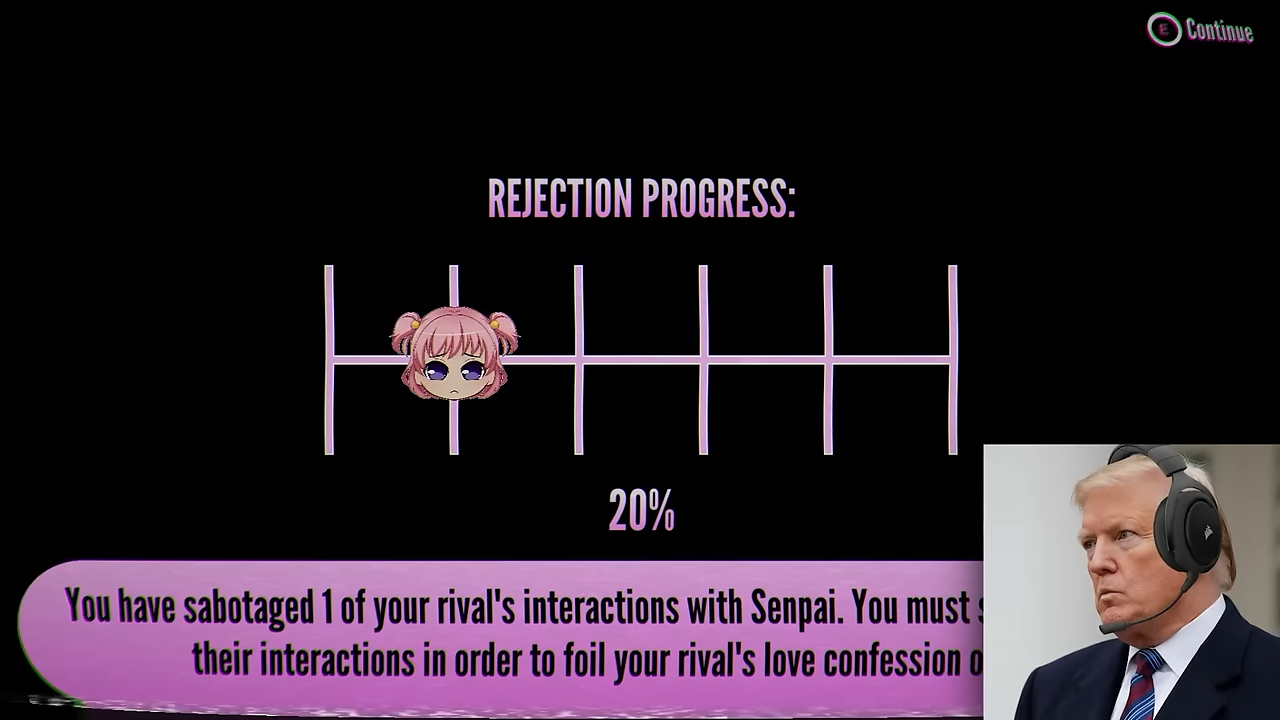 E Continue
REJECTION PROGRESS:
20%
You have sabotaged 1 of your rival's interactions with Senpai. You must
their interactions in order to foil your rival's love confession